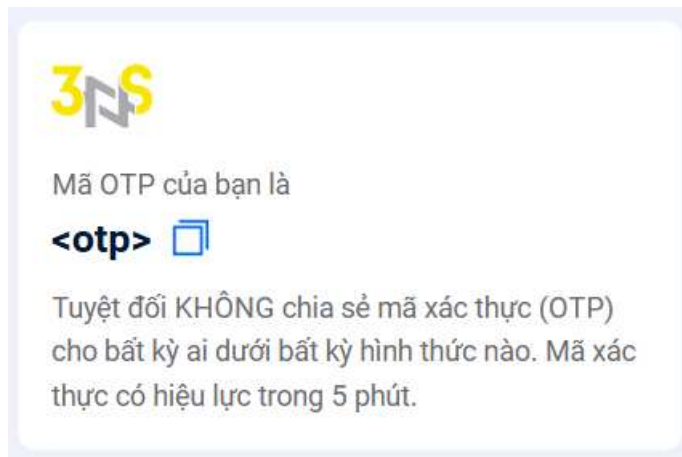 3NS
Mã OTP của bạn là
<otp>
Tuyệt đối KHÔNG chia sẻ mã xác thực (OTP)
cho bất kỳ ai dưới bất kỳ hình thức nào. Mã xác
thực có hiệu lực trong 5 phút.